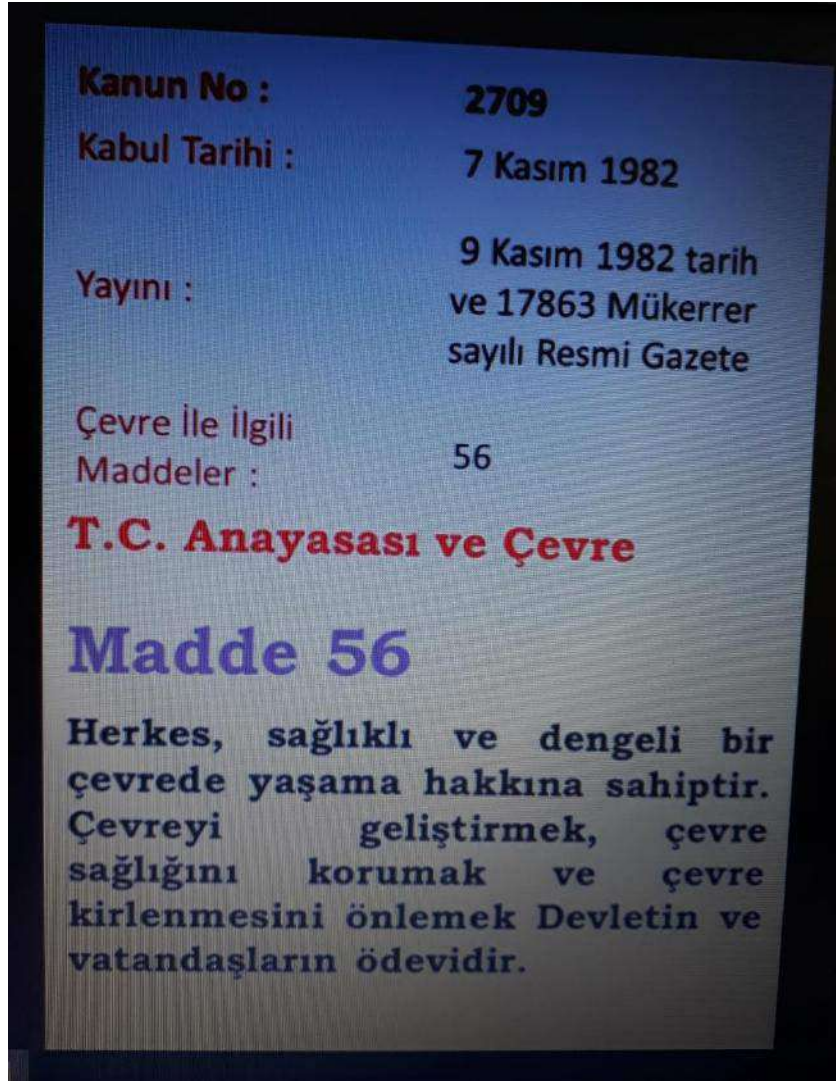 Kanun No : 2709
Kabul Tarihi : 7 Kasım 1982
Yayını : 9 Kasım 1982 tarih
ve 17863 Mükerrer
sayılı Resmi Gazete
Çevre İle İlgili
Maddeler : 56
T.C. Anayasası ve Çevre
Madde 56
Herkes, sağlıklı ve dengeli bir
çevrede yaşama hakkına sahiptir.
Çevreyi geliştirmek, çevre
sağlığını korumak ve çevre
kirlenmesini önlemek Devletin ve
vatandaşların ödevidir.